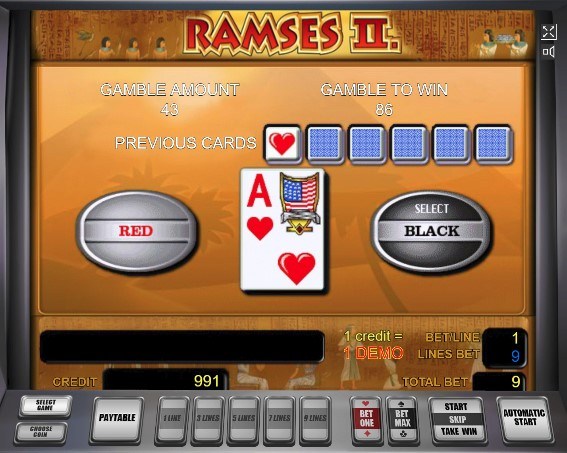 RAMSES II.
GAMBLE AMOUNT
43
GAMBLE TO WIN
86
PREVIOUS CARDS
A
RED
SELECT
BLACK
1 credit =
1 DEMO
BET/LINE
1
LINES BET
9
CREDIT
991
TOTAL BET
9
SELECT
GAME
CHOOSE
COIN
PAYTABLE
1 LINE
3 LINES
5 LINES
7 LINES
9 LINES
BET
ONE
BET
MAX
START
SKIP
TAKE WIN
AUTOMATIC
START